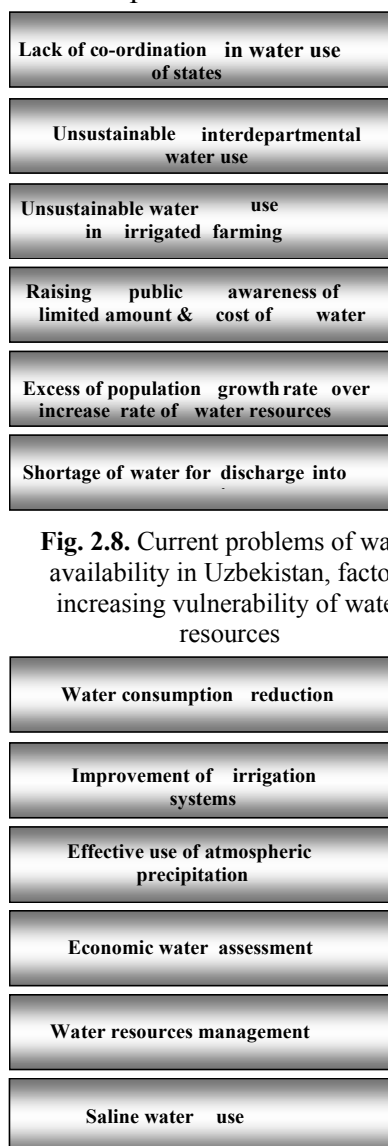 Lack of co-ordination in water use
of states
Unsustainable interdepartmental
water use
Unsustainable water use
in irrigated farming
Raising public awareness of
limited amount & cost of water
Excess of population growth rate over
increase rate of water resources
Shortage of water for discharge into
Fig. 2.8. Current problems of
availability in Uzbekistan,
increasing vulnerability of
resources
Water consumption reduction
Improvement of irrigation
systems
Effective use of atmospheric
precipitation
Economic water assessment
Water resources management
Saline water use